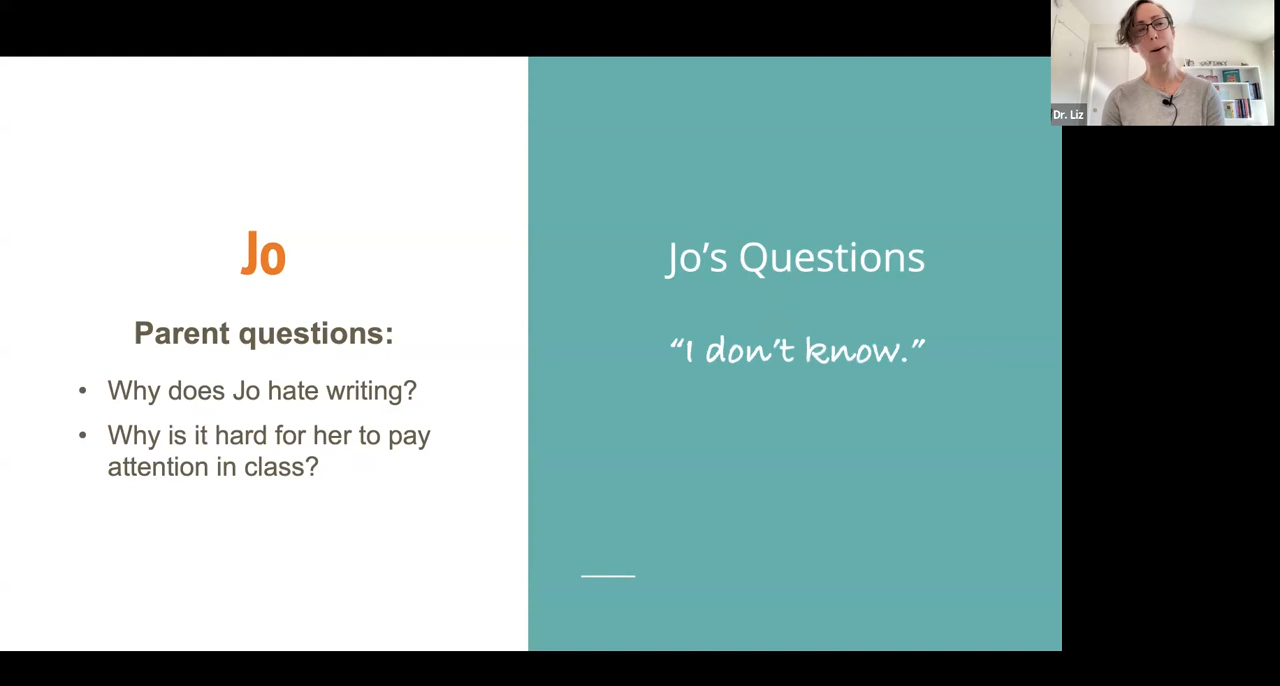 Jo
Parent questions:
• Why does Jo hate writing?
• Why is it hard for her to pay
attention in class?
Jo's Questions
“I don't know.”
Dr. Liz